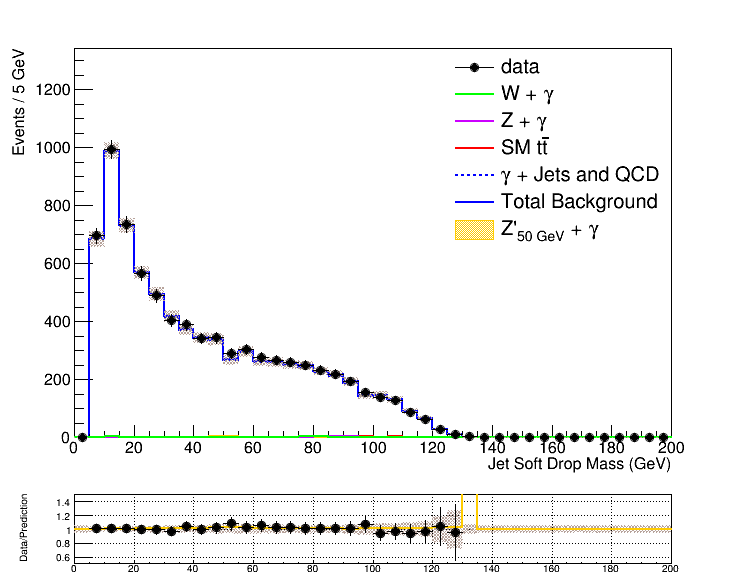 Events / 5 GeV
1200
1000
800
600
400
200
0
0 20 40 60 80 100 120 140 160 180 200
Jet Soft Drop Mass (GeV)
data
W + γ
Z + γ
SM tt̄
γ + Jets and QCD
Total Background
Z'50 GeV + γ
Data/Prediction
1.4
1.2
1
0.8
0.6
0 20 40 60 80 100 120 140 160 180 200